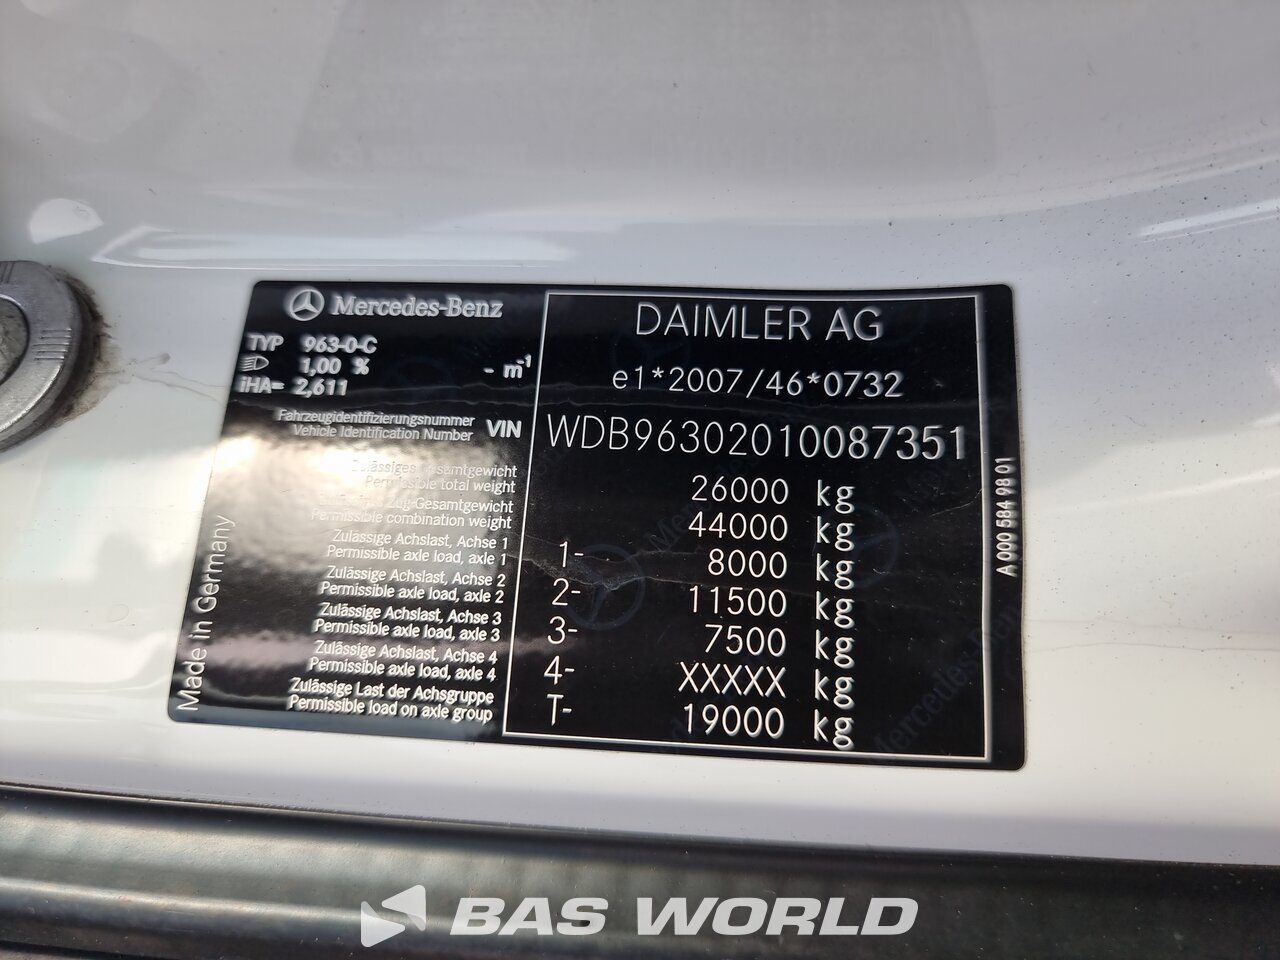 Mercedes-Benz
TYP 963-0-C
1,00 % - m-1
iHA= 2,611
DAIMLER AG
e1*2007/46*0732
Fahrzeugidentifizierungsnummer
Vehicle Identification Number VIN WDB96302010087351
Zulässiges Gesamtgewicht
Permissible total weight 26000 kg
Zul. Zug-Gesamtgewicht
Permissible combination weight 44000 kg
Zulässige Achslast, Achse 1
Permissible axle load, axle 1 1- 8000 kg
Zulässige Achslast, Achse 2
Permissible axle load, axle 2 2- 11500 kg
Zulässige Achslast, Achse 3
Permissible axle load, axle 3 3- 7500 kg
Zulässige Achslast, Achse 4
Permissible axle load, axle 4 4- XXXXX kg
Zulässige Last der Achsgruppe
Permissible load on axle group T- 19000 kg
Made in Germany
A 000 584 98 01
BAS WORLD